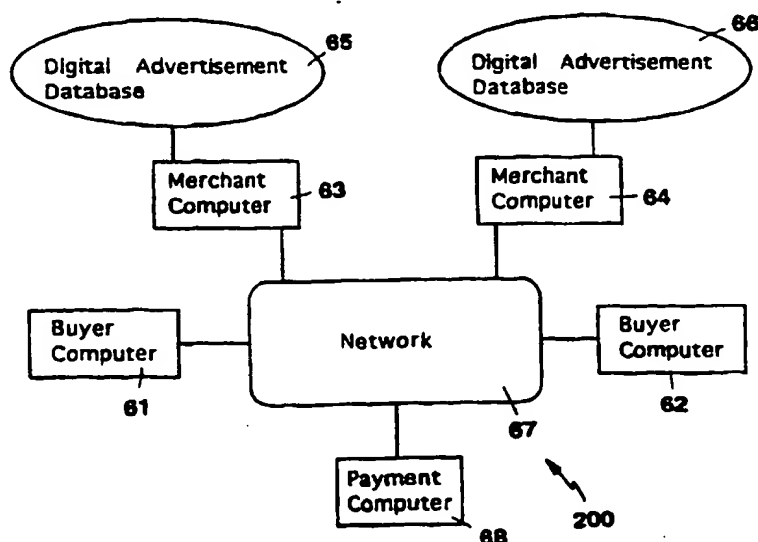 65
Digital Advertisement
Database
66
Digital Advertisement
Database
Merchant
Computer
63
Merchant
Computer
64
Buyer
Computer
61
Network
67
Buyer
Computer
62
Payment
Computer
68
200